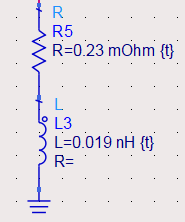 R
R5
R=0.23 mOhm {t}
L
L3
L=0.019 nH {t}
R=